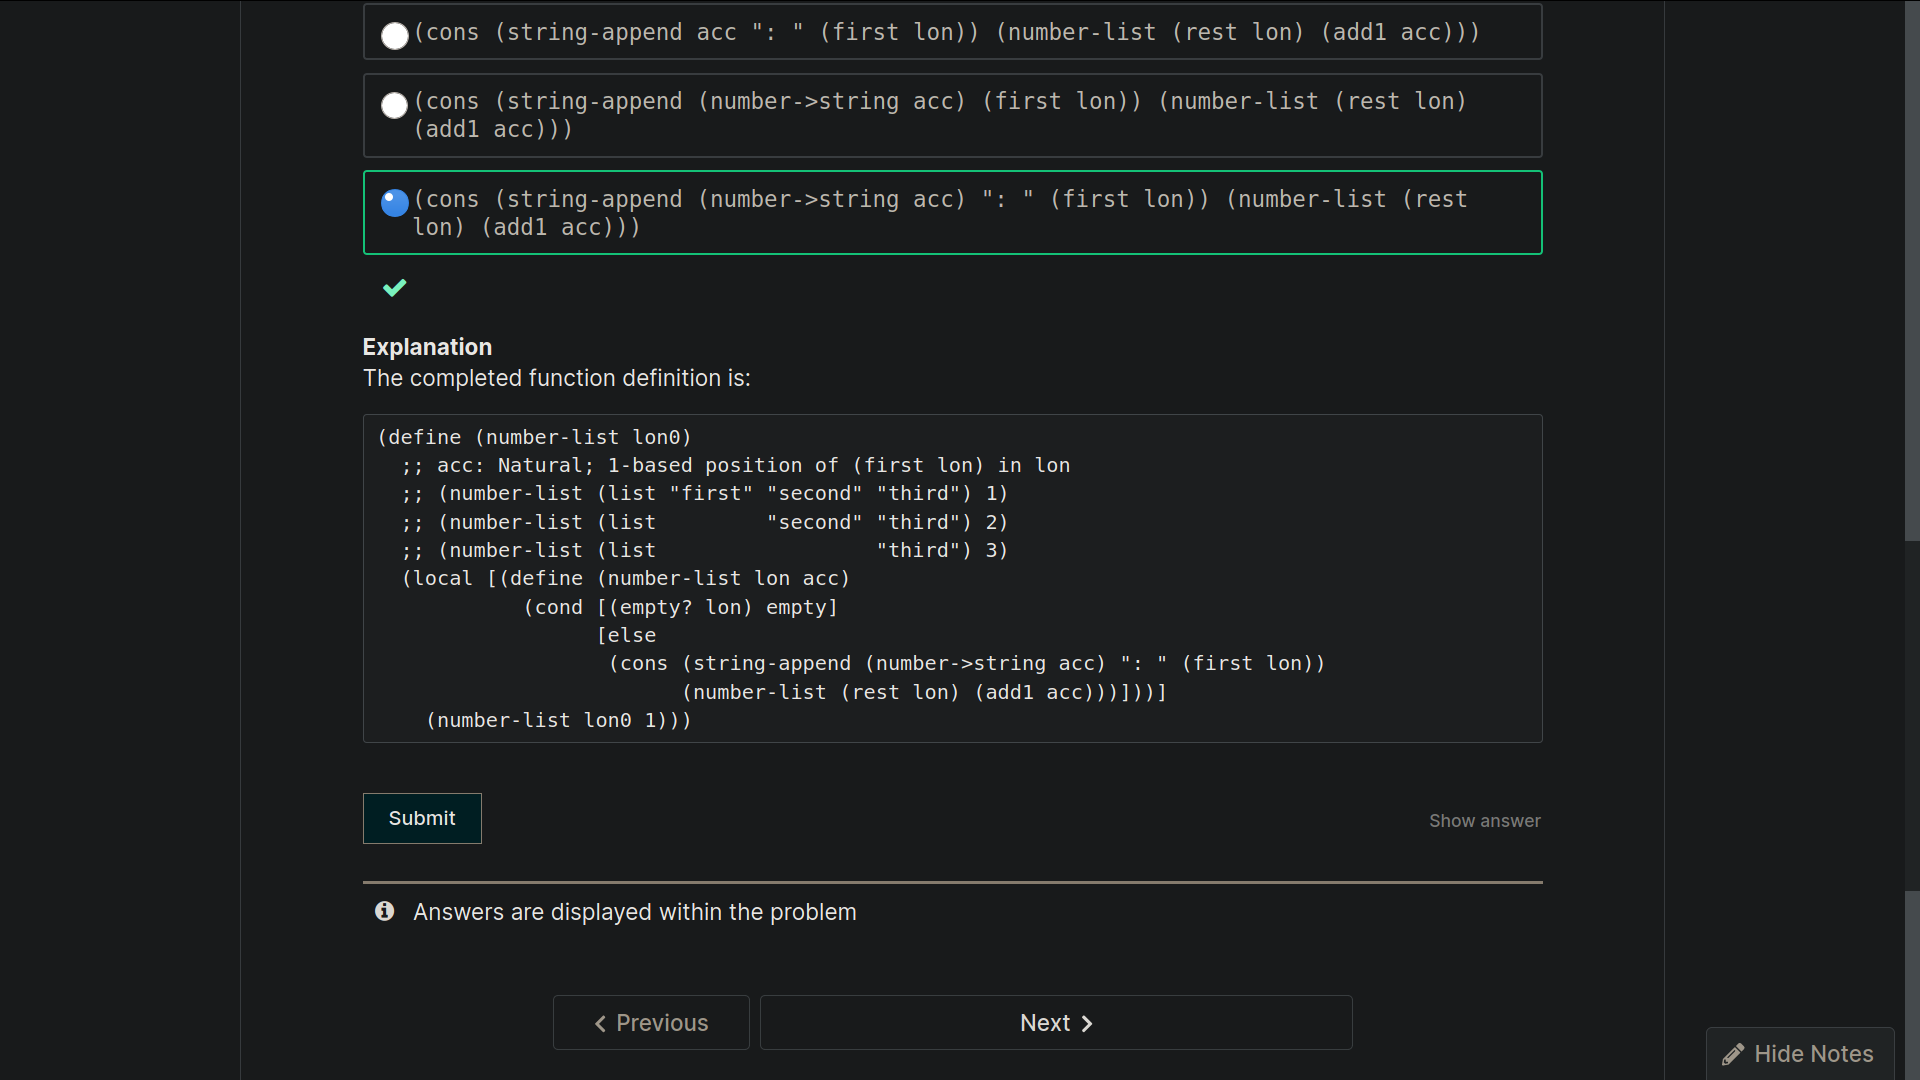 (cons (string-append acc ": " (first lon)) (number-list (rest lon) (add1 acc)))
(cons (string-append (number->string acc) (first lon)) (number-list (rest lon)
(add1 acc)))
(cons (string-append (number->string acc) ": " (first lon)) (number-list (rest
lon) (add1 acc)))
Explanation
The completed function definition is:
(define (number-list lon0)
  ;; acc: Natural; 1-based position of (first lon) in lon
  ;; (number-list (list "first" "second" "third") 1)
  ;; (number-list (list         "second" "third") 2)
  ;; (number-list (list                  "third") 3)
  (local [(define (number-list lon acc)
            (cond [(empty? lon) empty]
                  [else
                   (cons (string-append (number->string acc) ": " (first lon))
                         (number-list (rest lon) (add1 acc)))]))]
    (number-list lon0 1)))
Submit
Show answer
Answers are displayed within the problem
Previous
Next
Hide Notes